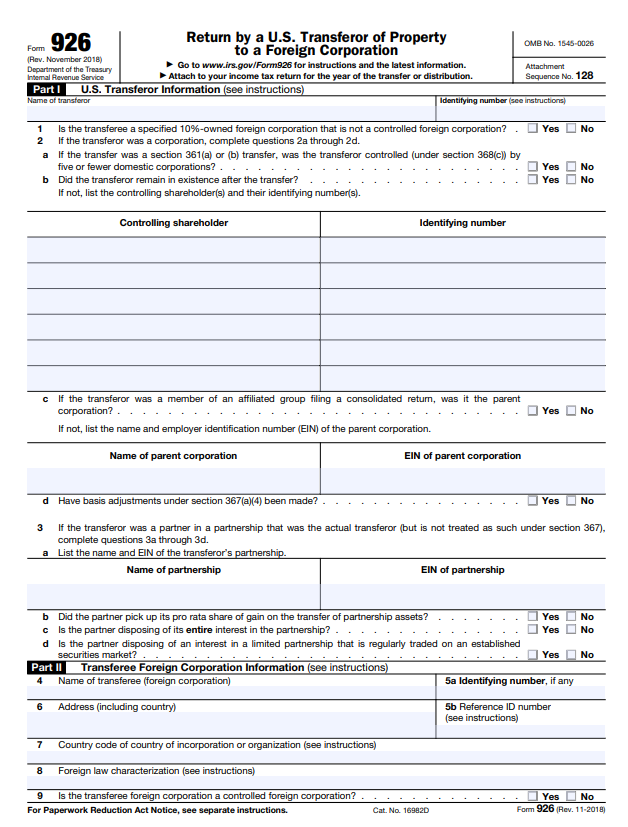 Form 926
(Rev. November 2018)
Department of the Treasury
Internal Revenue Service
Return by a U.S. Transferor of Property
to a Foreign Corporation
▶ Go to www.irs.gov/Form926 for instructions and the latest information.
▶ Attach to your income tax return for the year of the transfer or distribution.
OMB No. 1545-0026
Attachment
Sequence No. 128
Part I U.S. Transferor Information (see instructions)
Name of transferor
Identifying number (see instructions)
1 Is the transferee a specified 10%-owned foreign corporation that is not a controlled foreign corporation? . Yes No
2 If the transferor was a corporation, complete questions 2a through 2d.
a If the transfer was a section 361(a) or (b) transfer, was the transferor controlled (under section 368(c)) by
five or fewer domestic corporations? . . . . . . . . . . . . . . . . . . . . Yes No
b Did the transferor remain in existence after the transfer? . . . . . . . . . . . . . . . Yes No
If not, list the controlling shareholder(s) and their identifying number(s).
Controlling shareholder Identifying number
c If the transferor was a member of an affiliated group filing a consolidated return, was it the parent
corporation? . . . . . . . . . . . . . . . . . . . . . . . . . . . . Yes No
If not, list the name and employer identification number (EIN) of the parent corporation.
Name of parent corporation EIN of parent corporation
d Have basis adjustments under section 367(a)(4) been made? . . . . . . . . . . . . . . Yes No
3 If the transferor was a partner in a partnership that was the actual transferor (but is not treated as such under section 367),
complete questions 3a through 3d.
a List the name and EIN of the transferor's partnership.
Name of partnership EIN of partnership
b Did the partner pick up its pro rata share of gain on the transfer of partnership assets? . . . . . . . Yes No
c Is the partner disposing of its entire interest in the partnership? . . . . . . . . . . . . . Yes No
d Is the partner disposing of an interest in a limited partnership that is regularly traded on an established
securities market? . . . . . . . . . . . . . . . . . . . . . . . . . . Yes No
Part II Transferee Foreign Corporation Information (see instructions)
4 Name of transferee (foreign corporation)
5a Identifying number, if any
6 Address (including country)
5b Reference ID number
(see instructions)
7 Country code of country of incorporation or organization (see instructions)
8 Foreign law characterization (see instructions)
9 Is the transferee foreign corporation a controlled foreign corporation? . . . . . . . . . . . Yes No
For Paperwork Reduction Act Notice, see separate instructions. Cat. No. 16982D Form 926 (Rev. 11-2018)